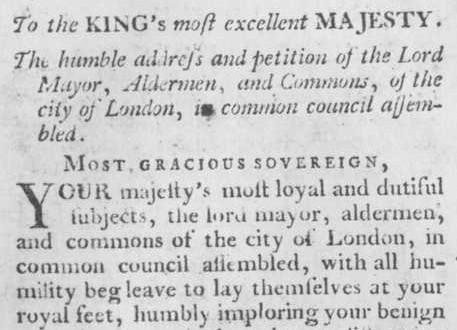 To the KING's moſt excellent MAJESTY.
The humble addreſs and petition of the Lord
Mayor, Aldermen, and Commons, of the
city of London, in common council aſſem-
bled.
MOST GRACIOUS SOVEREIGN,
YOUR majeſty's moſt loyal and dutiful
ſubjects, the lord mayor, aldermen,
and commons of the city of London, in
common council aſſembled, with all hu-
mility beg leave to lay themſelves at your
royal feet, humbly imploring your benign